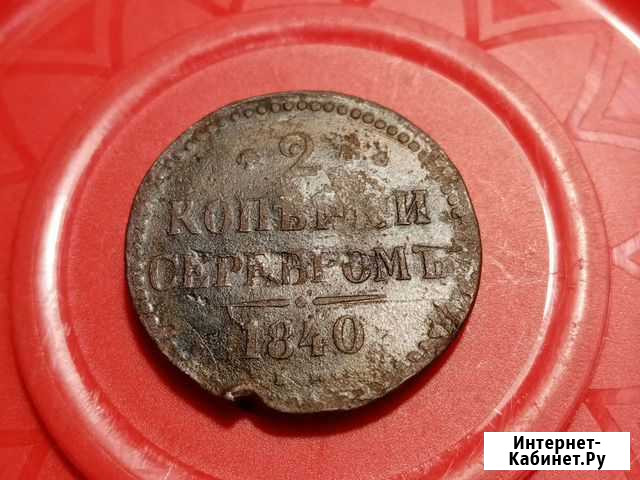 2
КОПѢЙКИ
СЕРЕБРОМЪ
1840
Интернет-
Кабинет.Ру